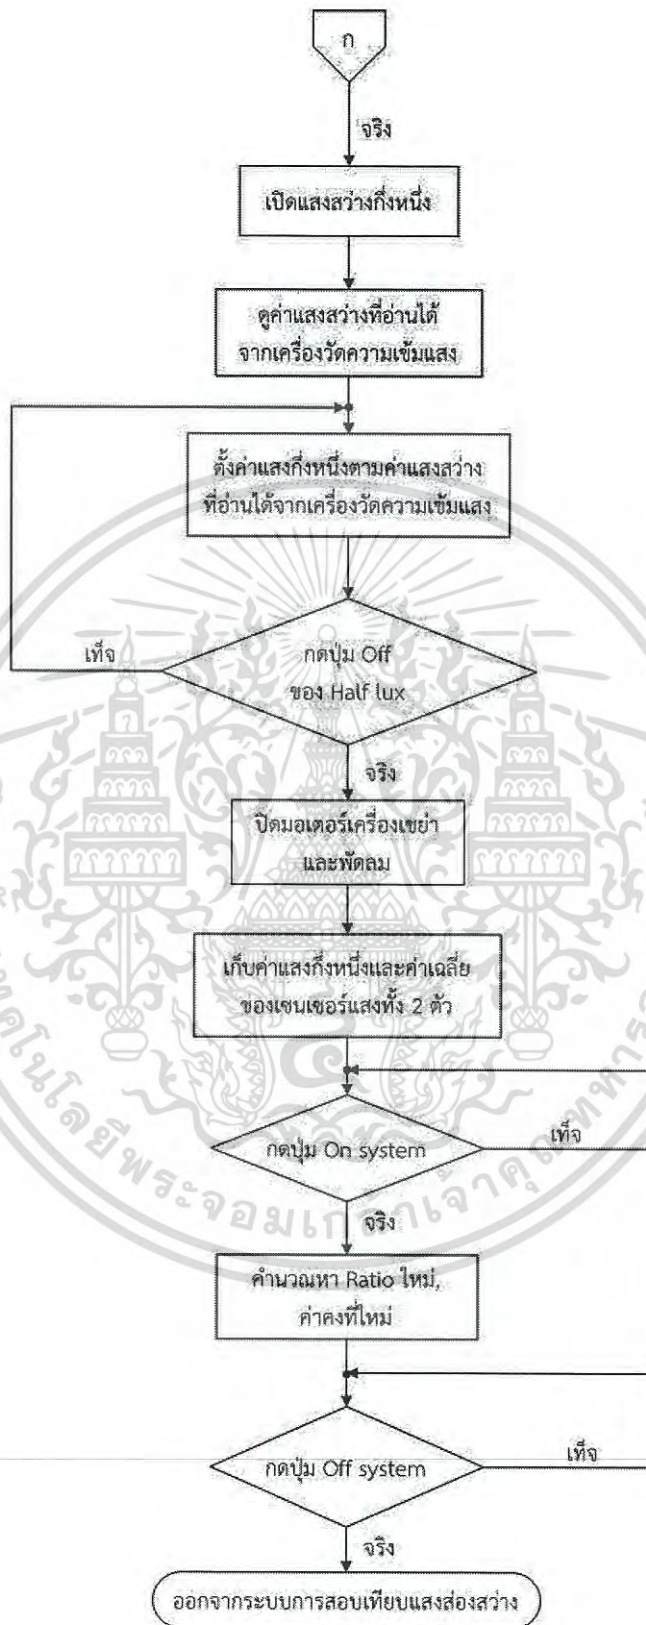 ก
จริง
เปิดแสงสว่างกึ่งหนึ่ง
ดูค่าแสงสว่างที่อ่านได้
จากเครื่องวัดความเข้มแสง
ตั้งค่าแสงกึ่งหนึ่งตามค่าแสงสว่าง
ที่อ่านได้จากเครื่องวัดความเข้มแสง
เท็จ
กดปุ่ม Off
ของ Half lux
จริง
ปิดมอเตอร์เครื่องเขย่า
และพัดลม
เก็บค่าแสงกึ่งหนึ่งและค่าเฉลี่ย
ของเซนเซอร์แสงทั้ง 2 ตัว
กดปุ่ม On system
เท็จ
จริง
คำนวณหา Ratio ใหม่,
ค่าคงที่ใหม่
กดปุ่ม Off system
เท็จ
จริง
ออกจากระบบการสอบเทียบแสงส่องสว่าง